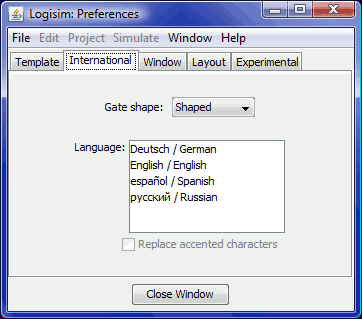 Logisim: Preferences
File Edit Project Simulate Window Help
Template International Window Layout Experimental
Gate shape: Shaped
Language:
Deutsch / German
English / English
español / Spanish
русский / Russian
Replace accented characters
Close Window